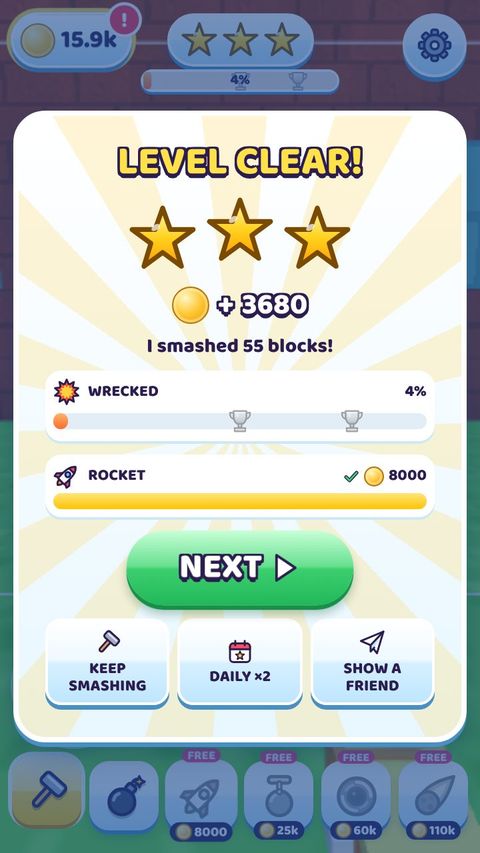 15.9k !
4%
LEVEL CLEAR!
+ 3680
I smashed 55 blocks!
WRECKED 4%
ROCKET 8000
NEXT
KEEP
SMASHING
DAILY ×2
SHOW A
FRIEND
FREE FREE FREE FREE
8000 25k 60k 110k